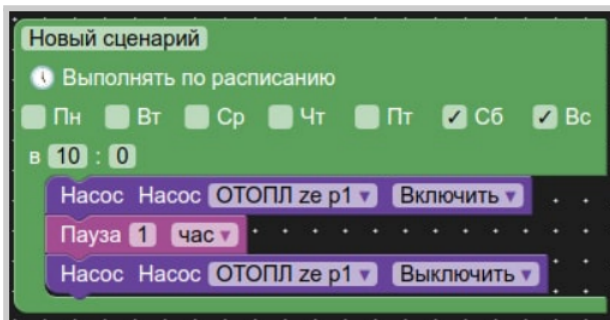 Новый сценарий
Выполнять по расписанию
Пн Вт Ср Чт Пт Сб Вс
в 10 : 0
Насос Насос ОТОПЛ ze p1 Включить
Пауза 1 час
Насос Насос ОТОПЛ ze p1 Выключить